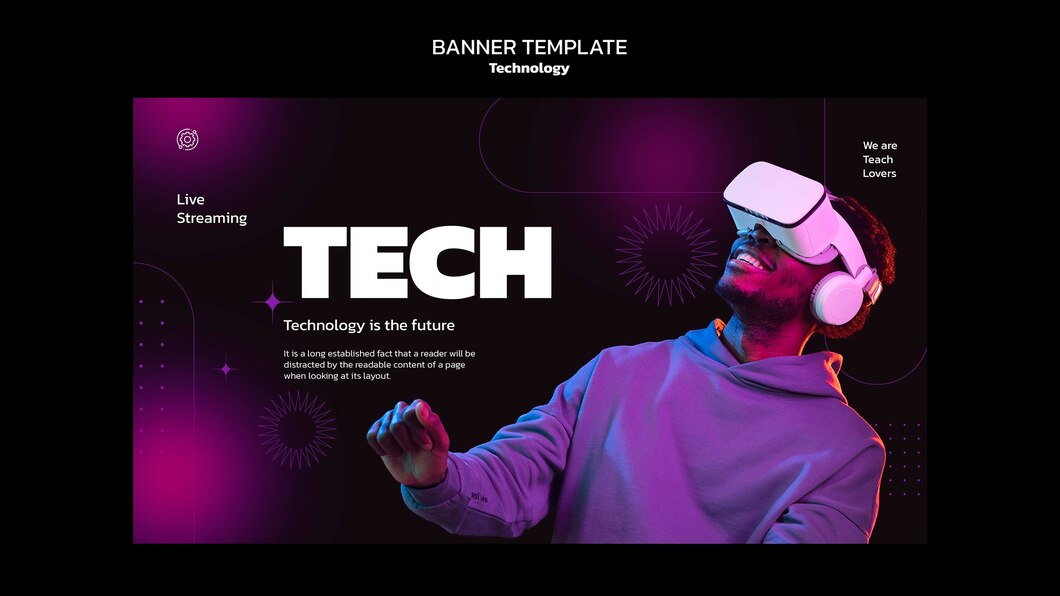 BANNER TEMPLATE
Technology
We are
Teach
Lovers
Live
Streaming
TECH
Technology is the future
It is a long established fact that a reader will be
distracted by the readable content of a page
when looking at its layout.